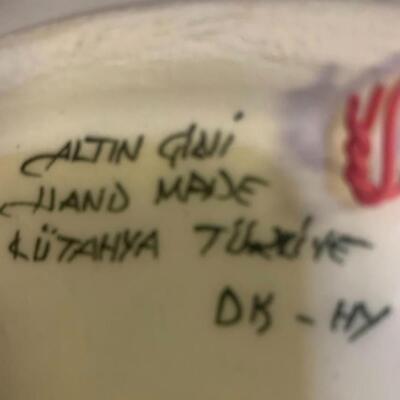 ALTIN ÇİNİ
HAND MADE
KÜTAHYA TÜRKİYE
DK - HY